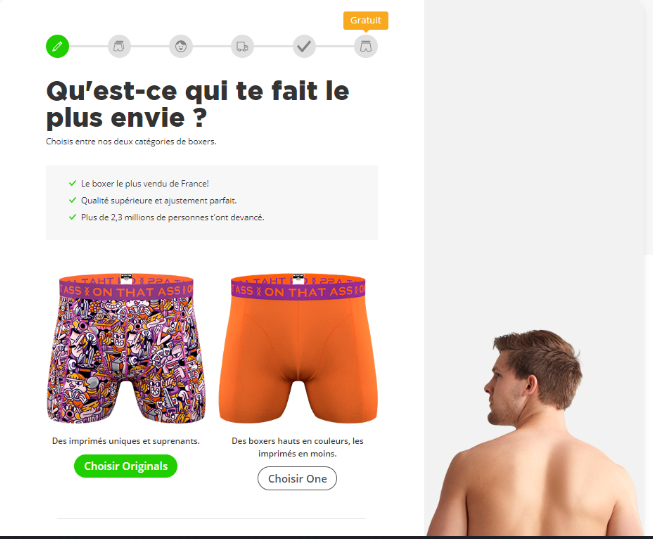 Gratuit
Qu'est-ce qui te fait le
plus envie ?
Choisis entre nos deux catégories de boxers.
Le boxer le plus vendu de France!
Qualité supérieure et ajustement parfait.
Plus de 2,3 millions de personnes t'ont devancé.
ASS ON THAT ASS
ASS ON THAT ASS
Des imprimés uniques et suprenants.
Choisir Originals
Des boxers hauts en couleurs, les
imprimés en moins.
Choisir One